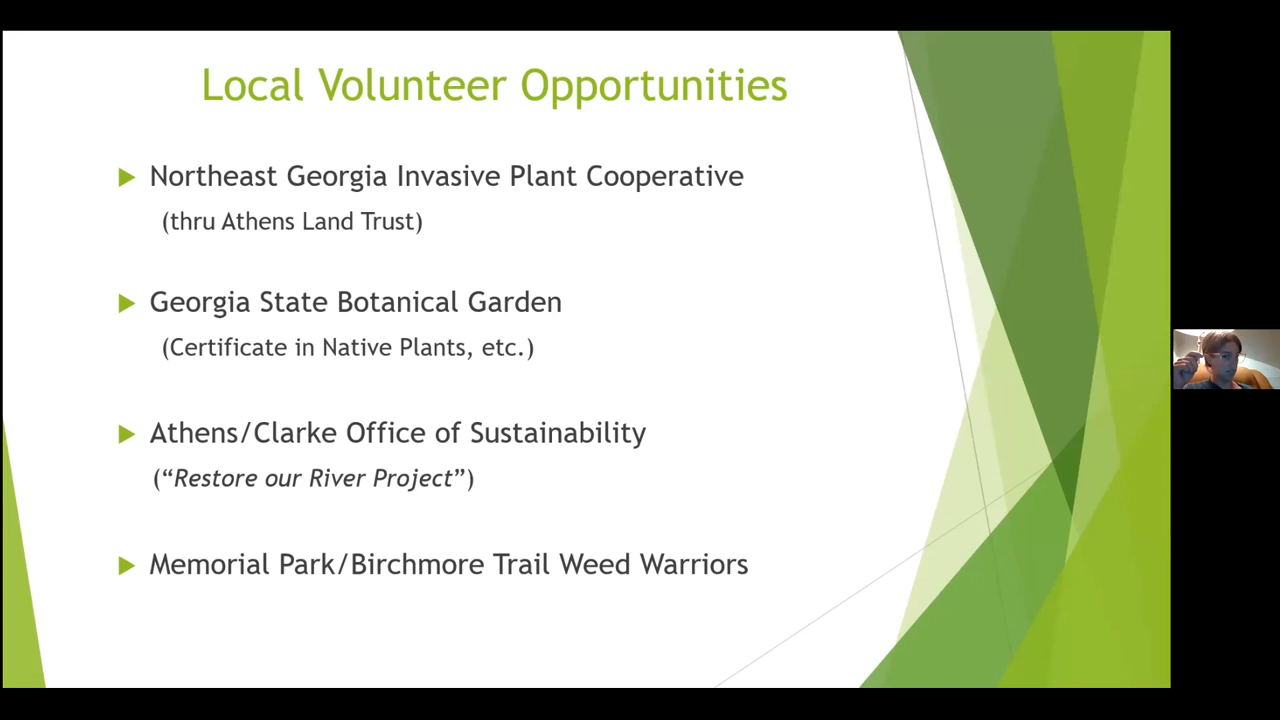 Local Volunteer Opportunities
Northeast Georgia Invasive Plant Cooperative
(thru Athens Land Trust)
Georgia State Botanical Garden
(Certificate in Native Plants, etc.)
Athens/Clarke Office of Sustainability
(“Restore our River Project”)
Memorial Park/Birchmore Trail Weed Warriors